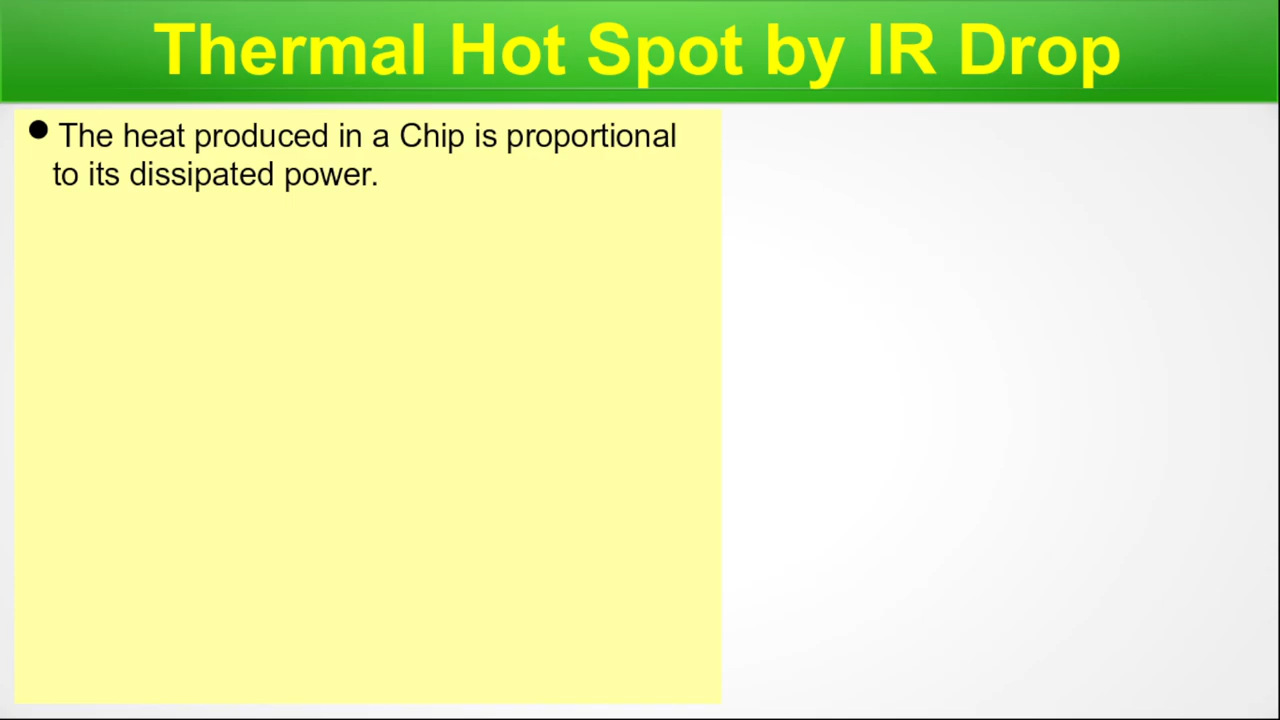 Thermal Hot Spot by IR Drop
● The heat produced in a Chip is proportional
to its dissipated power.